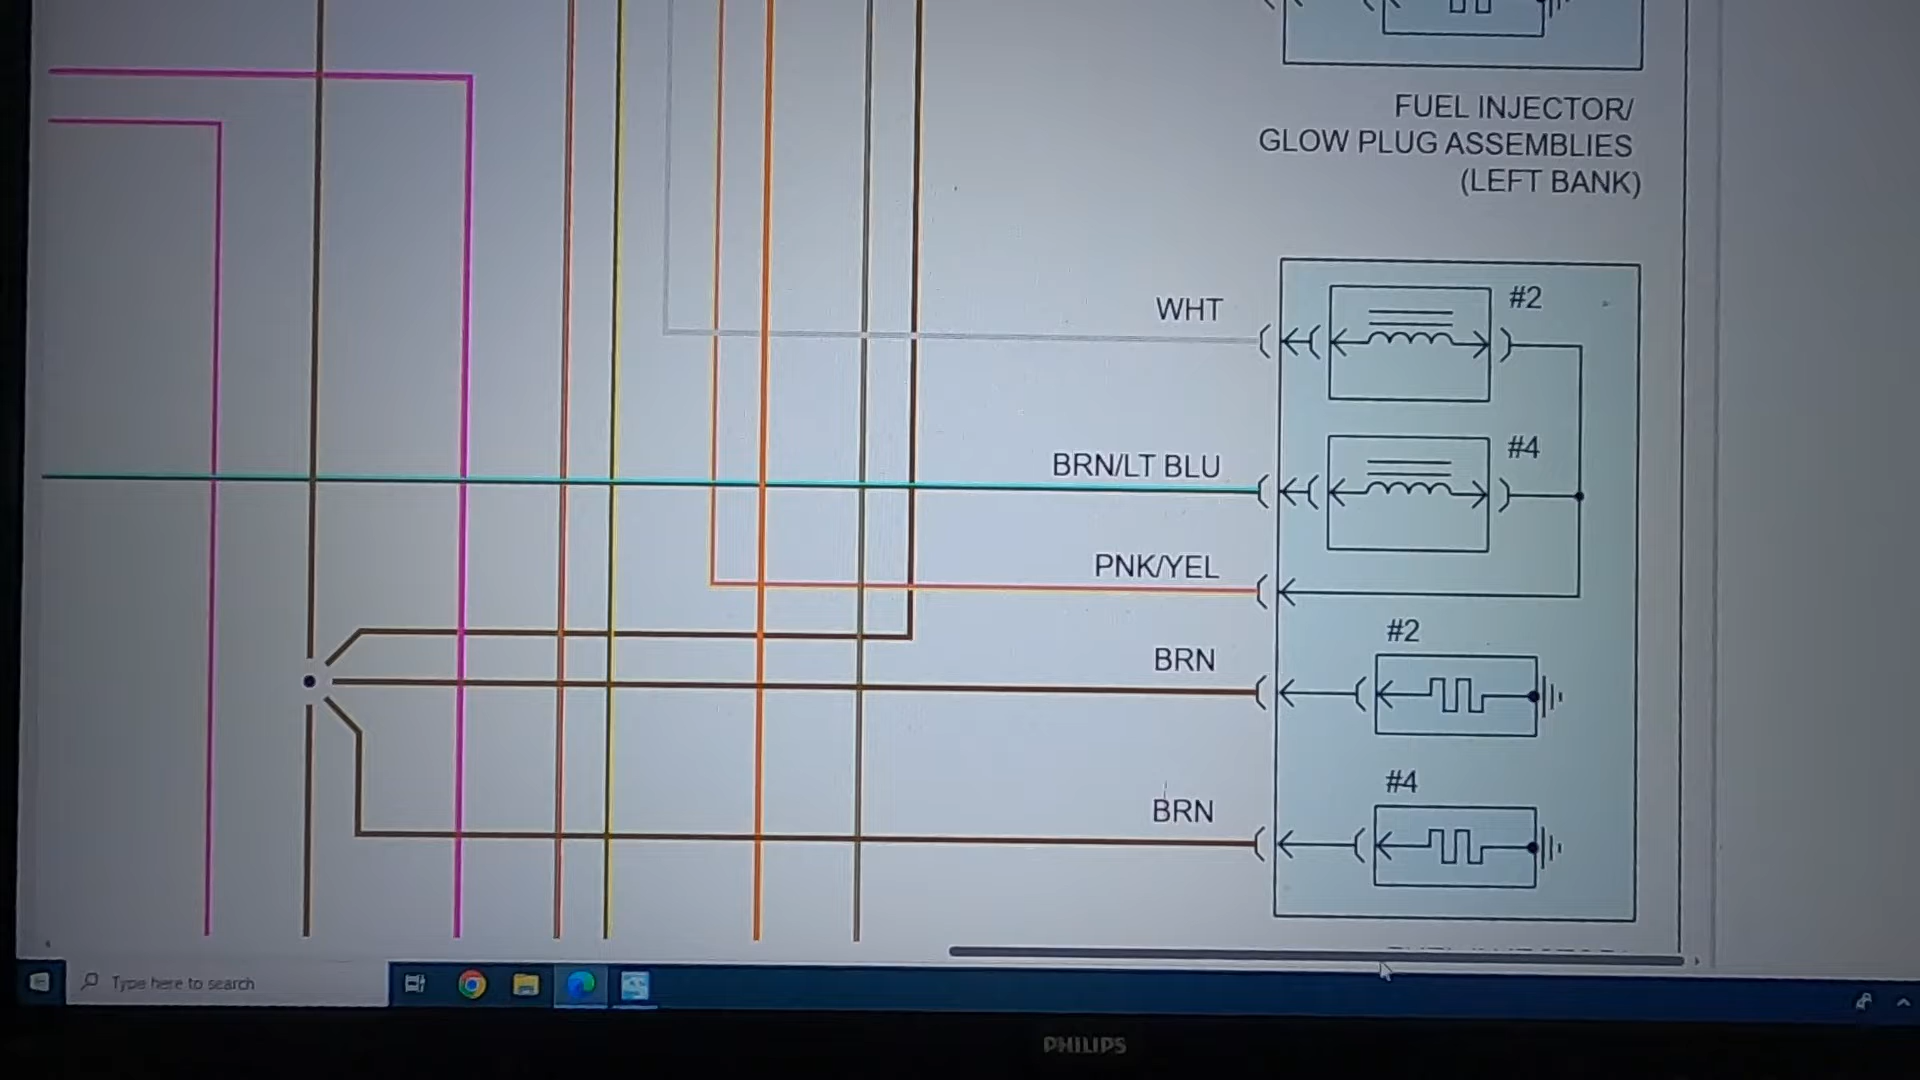 FUEL INJECTOR/
GLOW PLUG ASSEMBLIES
(LEFT BANK)
WHT
#2
BRN/LT BLU
#4
PNK/YEL
#2
BRN
#4
BRN
Type here to search
PHILIPS